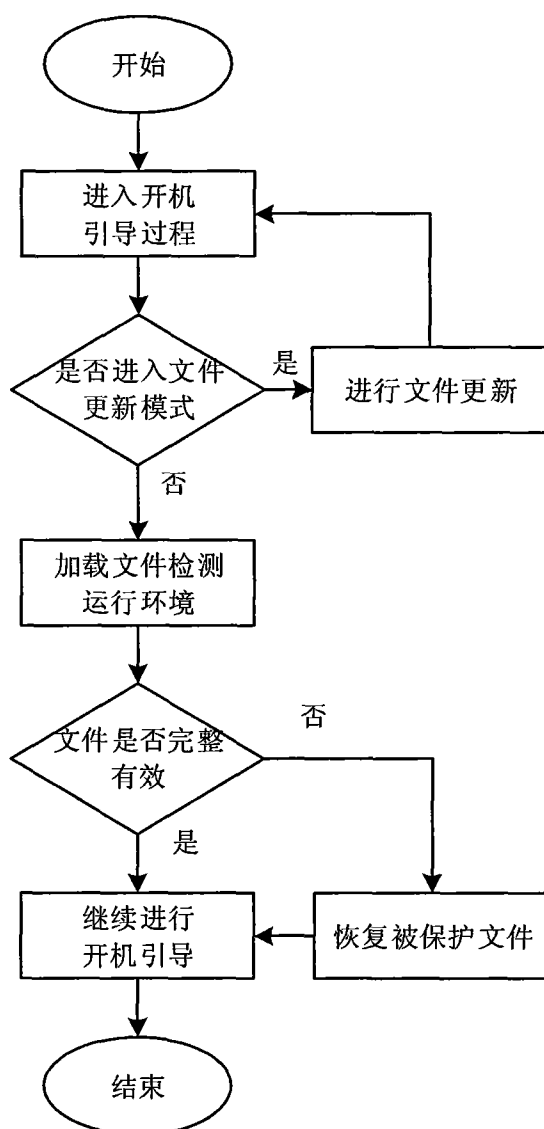 开始
进入开机
引导过程
是否进入文件
更新模式
是
进行文件更新
否
加载文件检测
运行环境
文件是否完整
有效
否
是
继续进行
开机引导
恢复被保护文件
结束